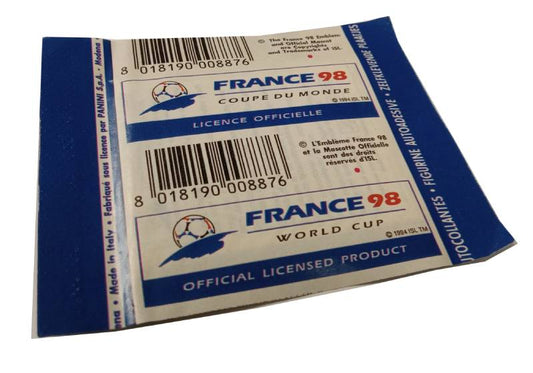 © The France 98 Emblem
and Official Mascot
are Copyrights
and Trademarks of ISL.
8 018190 008876
FRANCE 98
COUPE DU MONDE
© 1994 ISL TM
LICENCE OFFICIELLE
© L'Emblème France 98
et la Mascotte Officielle
sont des droits
réservés d'ISL.
8 018190 008876
FRANCE 98
WORLD CUP
© 1994 ISL TM
OFFICIAL LICENSED PRODUCT
ena • Made in Italy • Fabriqué sous licence par PANINI S.p.A. - Modena
TOCOLLANTES • FIGURINE AUTOADESIVE • ZELFKLEVENDE PLAATJES